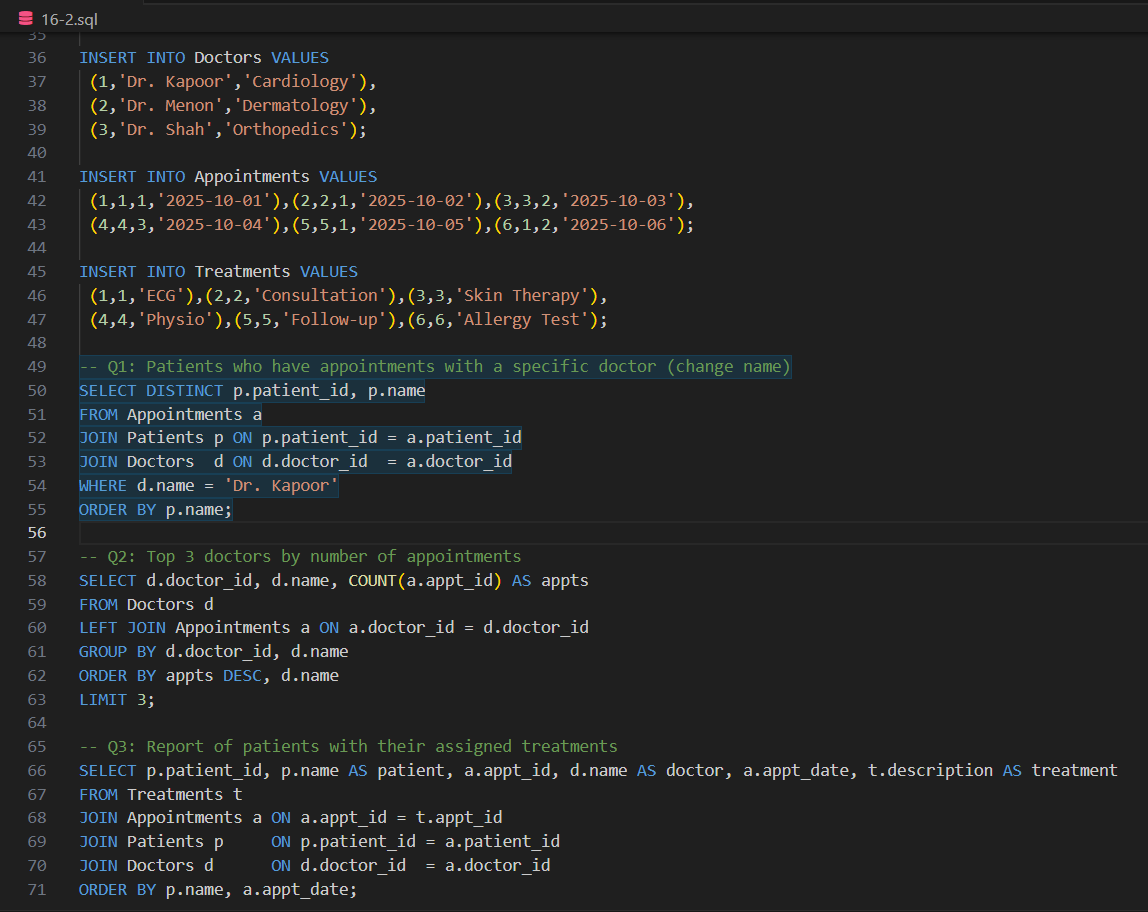 16-2.sql
35
36 INSERT INTO Doctors VALUES
37 (1,'Dr. Kapoor','Cardiology'),
38 (2,'Dr. Menon','Dermatology'),
39 (3,'Dr. Shah','Orthopedics');
40
41 INSERT INTO Appointments VALUES
42 (1,1,1,'2025-10-01'),(2,2,1,'2025-10-02'),(3,3,2,'2025-10-03'),
43 (4,4,3,'2025-10-04'),(5,5,1,'2025-10-05'),(6,1,2,'2025-10-06');
44
45 INSERT INTO Treatments VALUES
46 (1,1,'ECG'),(2,2,'Consultation'),(3,3,'Skin Therapy'),
47 (4,4,'Physio'),(5,5,'Follow-up'),(6,6,'Allergy Test');
48
49 -- Q1: Patients who have appointments with a specific doctor (change name)
50 SELECT DISTINCT p.patient_id, p.name
51 FROM Appointments a
52 JOIN Patients p ON p.patient_id = a.patient_id
53 JOIN Doctors  d ON d.doctor_id  = a.doctor_id
54 WHERE d.name = 'Dr. Kapoor'
55 ORDER BY p.name;
56
57 -- Q2: Top 3 doctors by number of appointments
58 SELECT d.doctor_id, d.name, COUNT(a.appt_id) AS appts
59 FROM Doctors d
60 LEFT JOIN Appointments a ON a.doctor_id = d.doctor_id
61 GROUP BY d.doctor_id, d.name
62 ORDER BY appts DESC, d.name
63 LIMIT 3;
64
65 -- Q3: Report of patients with their assigned treatments
66 SELECT p.patient_id, p.name AS patient, a.appt_id, d.name AS doctor, a.appt_date, t.description AS treatment
67 FROM Treatments t
68 JOIN Appointments a ON a.appt_id = t.appt_id
69 JOIN Patients p     ON p.patient_id = a.patient_id
70 JOIN Doctors d      ON d.doctor_id  = a.doctor_id
71 ORDER BY p.name, a.appt_date;